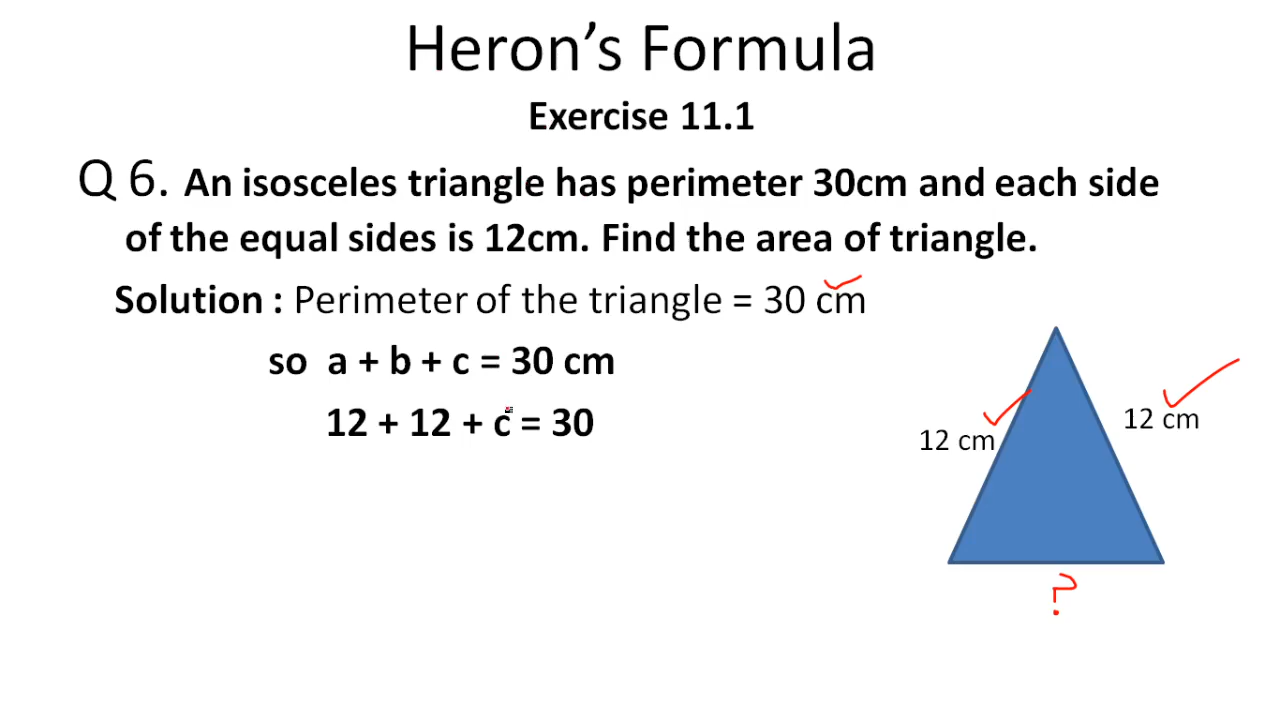 Heron’s Formula
Exercise 11.1
Q 6. An isosceles triangle has perimeter 30cm and each side
of the equal sides is 12cm. Find the area of triangle.
Solution : Perimeter of the triangle = 30 cm
so a + b + c = 30 cm
12 + 12 + c = 30
12 cm
12 cm
?